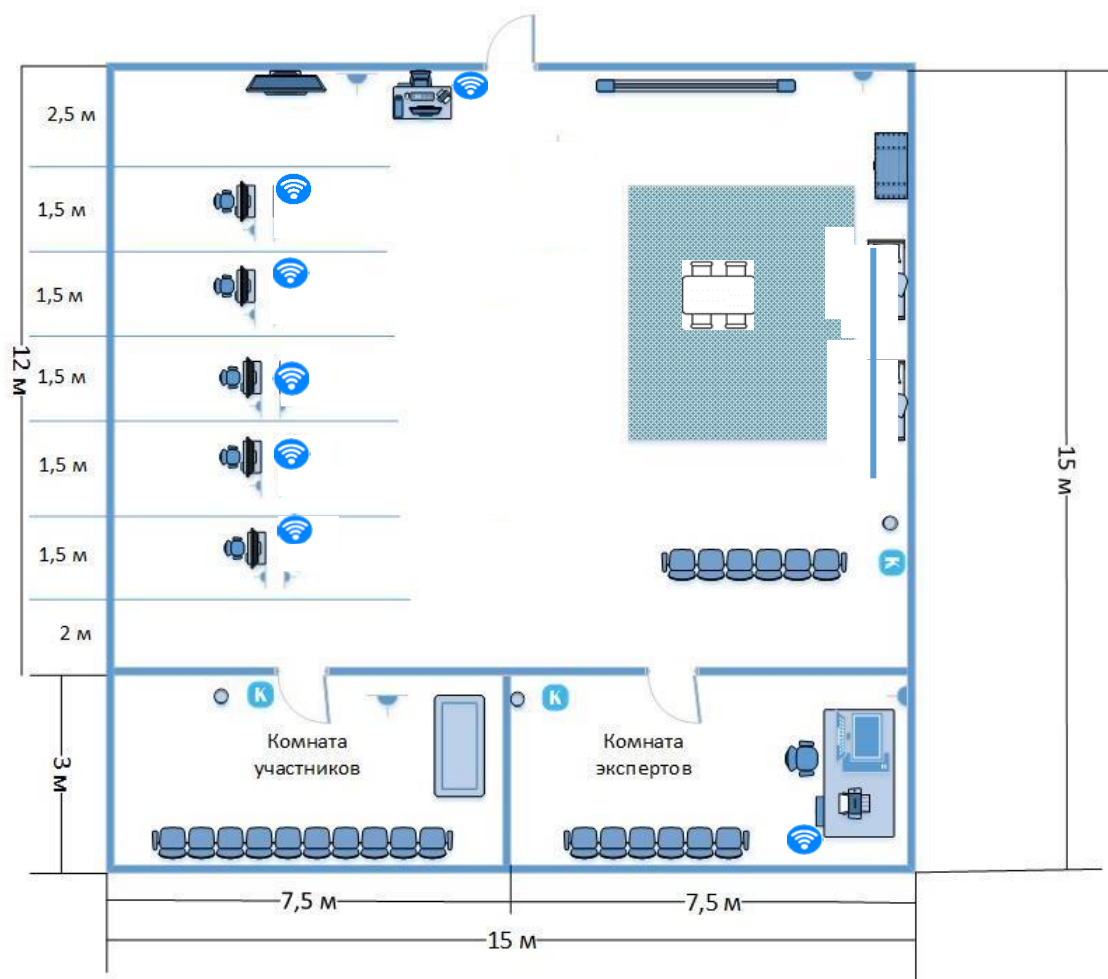 2,5 м
1,5 м
1,5 м
12 м
1,5 м
1,5 м
15 м
1,5 м
K
2 м
K
K
Комната
участников
Комната
экспертов
3 м
7,5 м
7,5 м
15 м